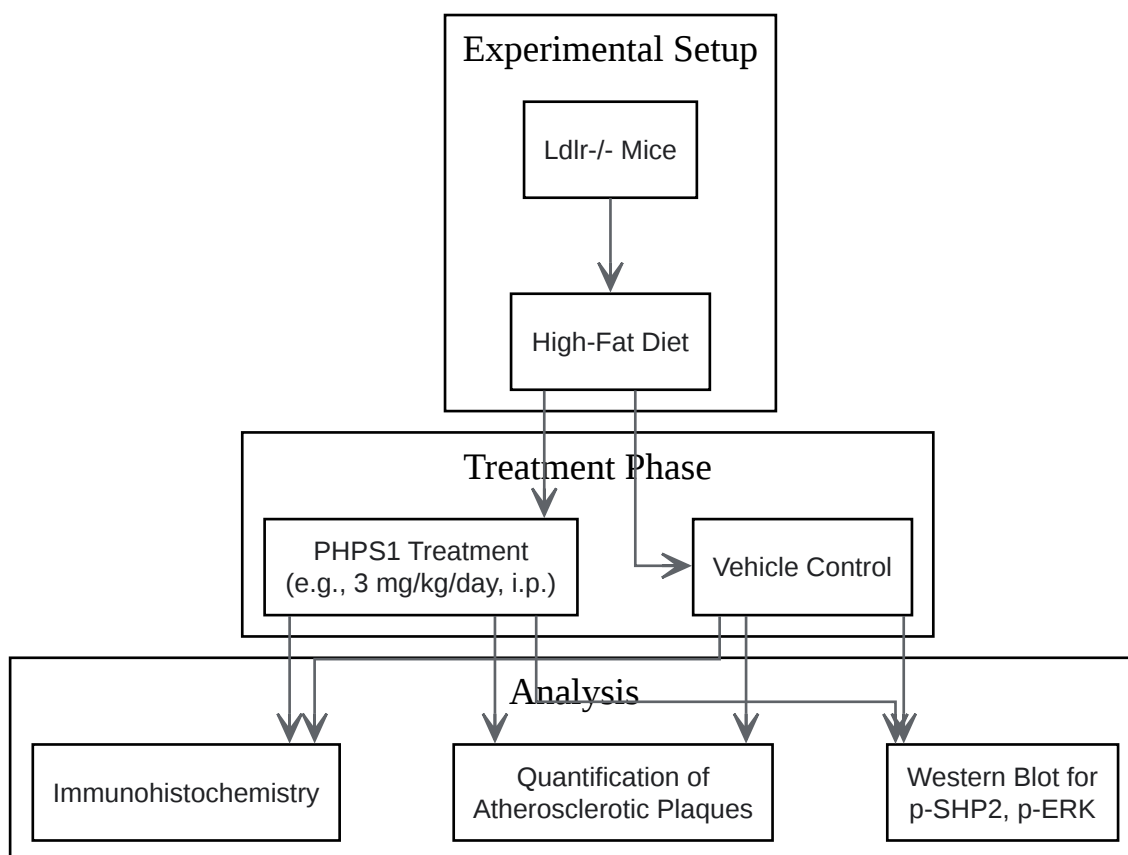 Experimental Setup
Ldlr-/- Mice
High-Fat Diet
Treatment Phase
PHPS1 Treatment
(e.g., 3 mg/kg/day, i.p.)
Vehicle Control
Analysis
Immunohistochemistry
Quantification of
Atherosclerotic Plaques
Western Blot for
p-SHP2, p-ERK